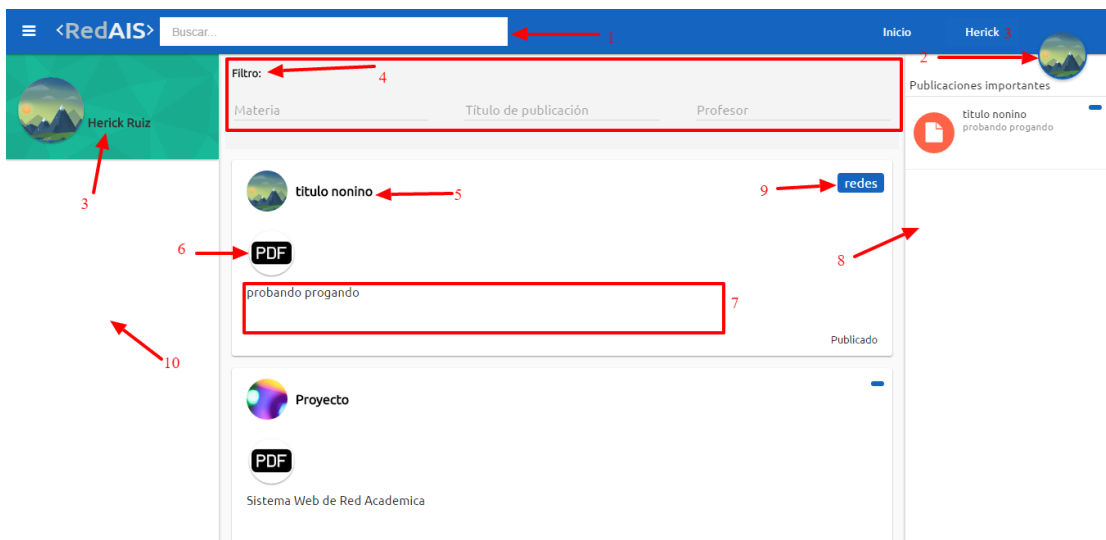 <RedAIS> Buscar... 1 Inicio Herick 3
2
Publicaciones importantes
titulo nonino
probando progando
Herick Ruiz
3
10
Filtro: 4
Materia Título de publicación Profesor
titulo nonino 5 9 redes
6 PDF 8
probando progando 7
Publicado
Proyecto
PDF
Sistema Web de Red Academica